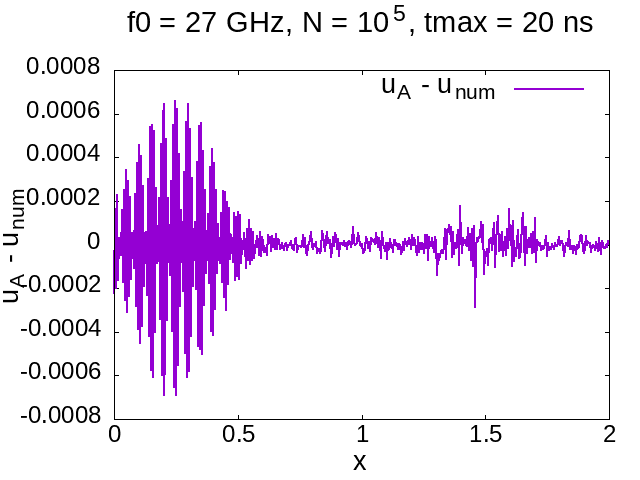 f0 = 27 GHz, N = 10^5, tmax = 20 ns
u_A - u_num
0.0008
0.0006
0.0004
0.0002
0
-0.0002
-0.0004
-0.0006
-0.0008
u_A - u_num
0 0.5 1 1.5 2
x